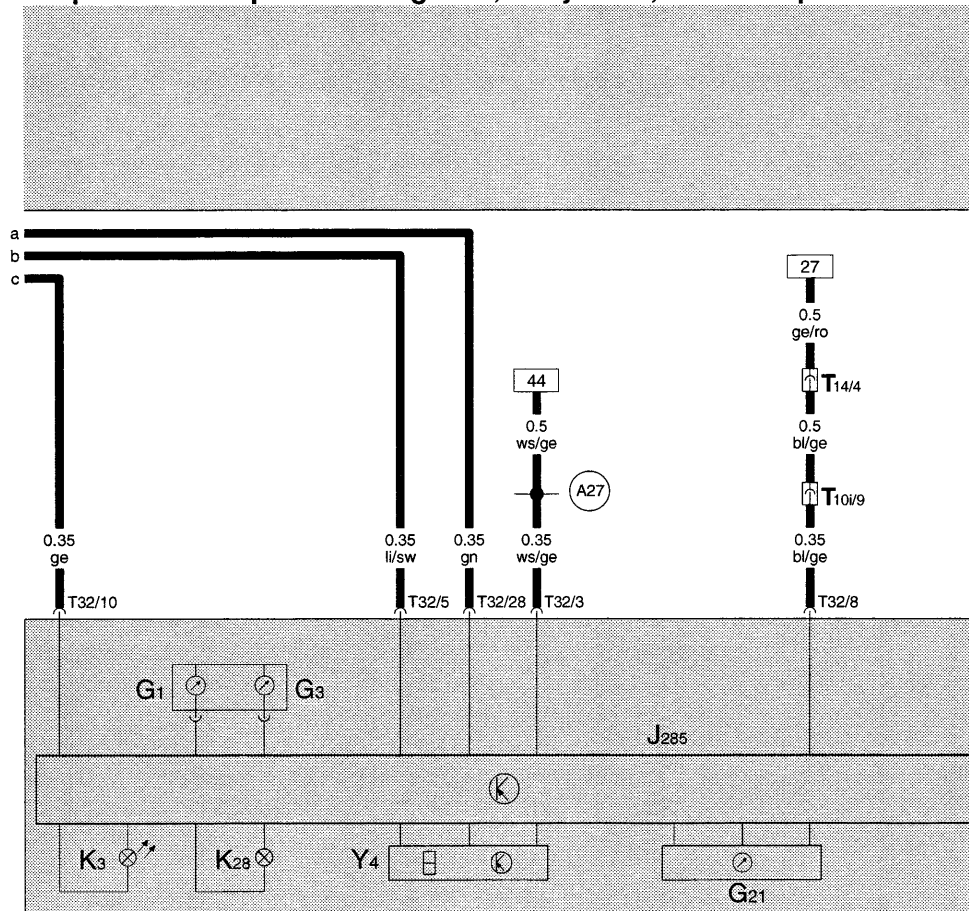 a
b
c
27
0.5
ge/ro
T14/4
44
0.5
ws/ge
0.5
bl/ge
A27
T10i/9
0.35
ge
0.35
li/sw
0.35
gn
0.35
ws/ge
0.35
bl/ge
T32/10
T32/5
T32/28
T32/3
T32/8
G1
G3
J285
K3
K28
Y4
G21